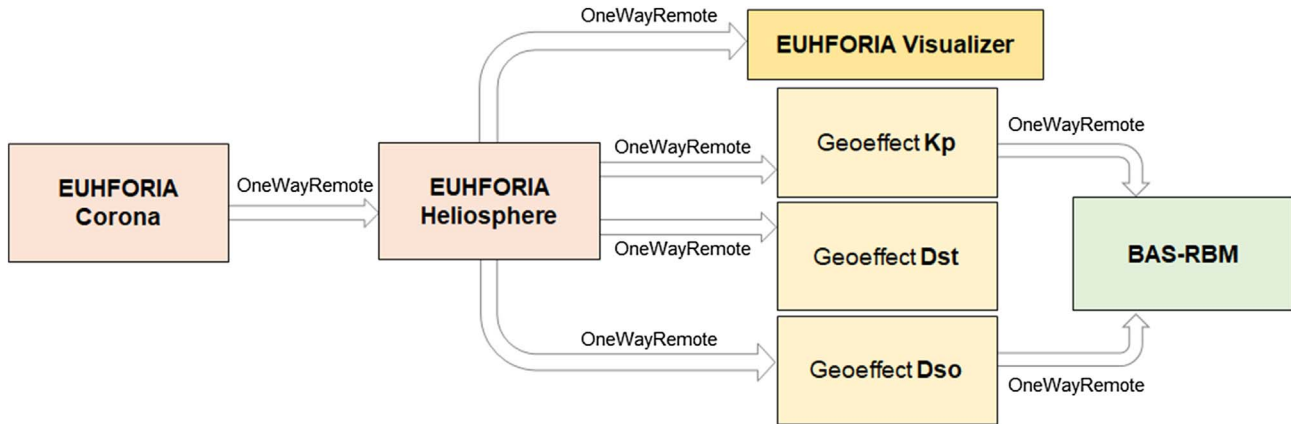 OneWayRemote
EUHFORIA Visualizer
OneWayRemote
Geoeffect Kp
OneWayRemote
EUHFORIA
Corona
OneWayRemote
EUHFORIA
Heliosphere
OneWayRemote
Geoeffect Dst
BAS-RBM
OneWayRemote
Geoeffect Dso
OneWayRemote